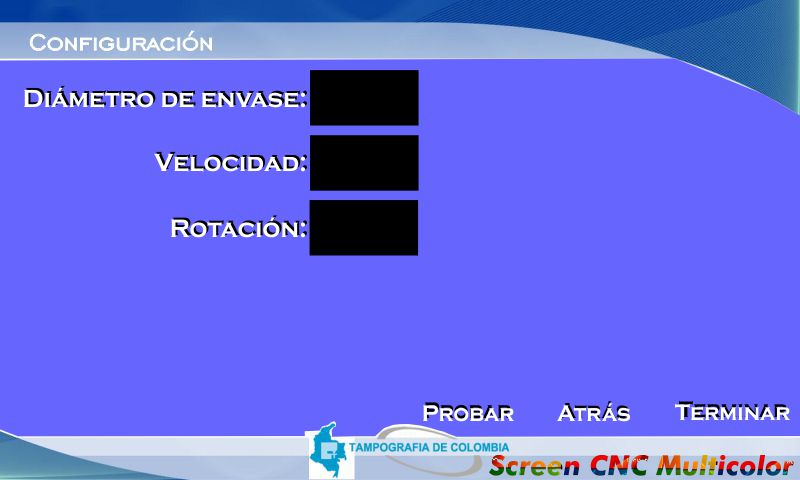 Configuración
Diámetro de envase:
Velocidad:
Rotación:
Probar Atrás Terminar
TAMPOGRAFIA DE COLOMBIA
Screen CNC Multicolor